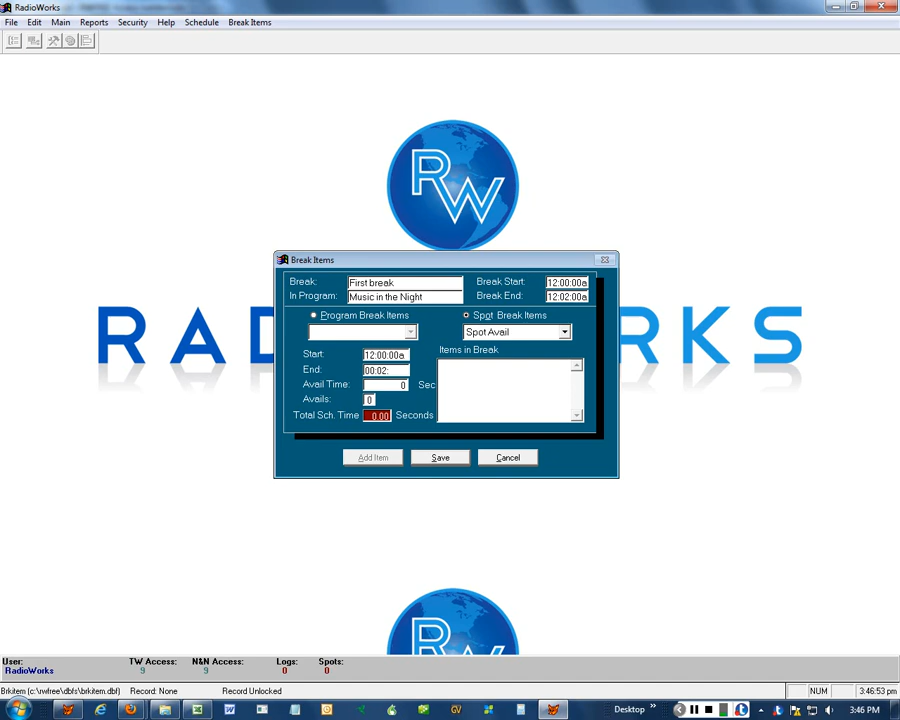 RadioWorks
File Edit Main Reports Security Help Schedule Break Items
RW
RAD
RKS
Break Items
Break: First break Break Start: 12:00:00a
In Program: Music in the Night Break End: 12:02:00a
Program Break Items Spot Break Items
Spot Avail
Start: 12:00:00a Items in Break
End: 00:02:
Avail Time: 0 Sec
Avails: 0
Total Sch. Time 0.00 Seconds
Add Item Save Cancel
RW
User: TW Access: N&N Access: Logs: Spots:
RadioWorks 9 9 0 0
Brkitem (c:\rwfree\dbfs\brkitem.dbf) Record: None Record Unlocked NUM 3:46:53 pm
Desktop » 3:46 PM